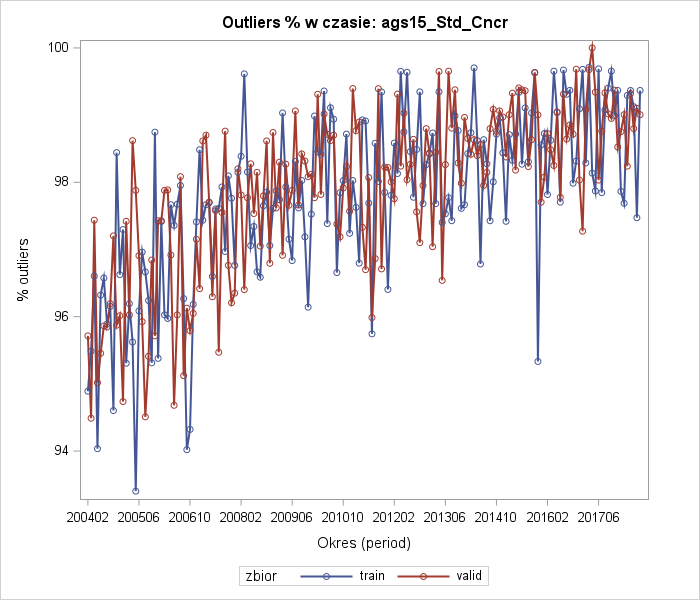 Outliers % w czasie: ags15_Std_Cncr
% outliers
100
98
96
94
200402 200506 200610 200802 200906 201010 201202 201306 201410 201602 201706
Okres (period)
zbior train valid